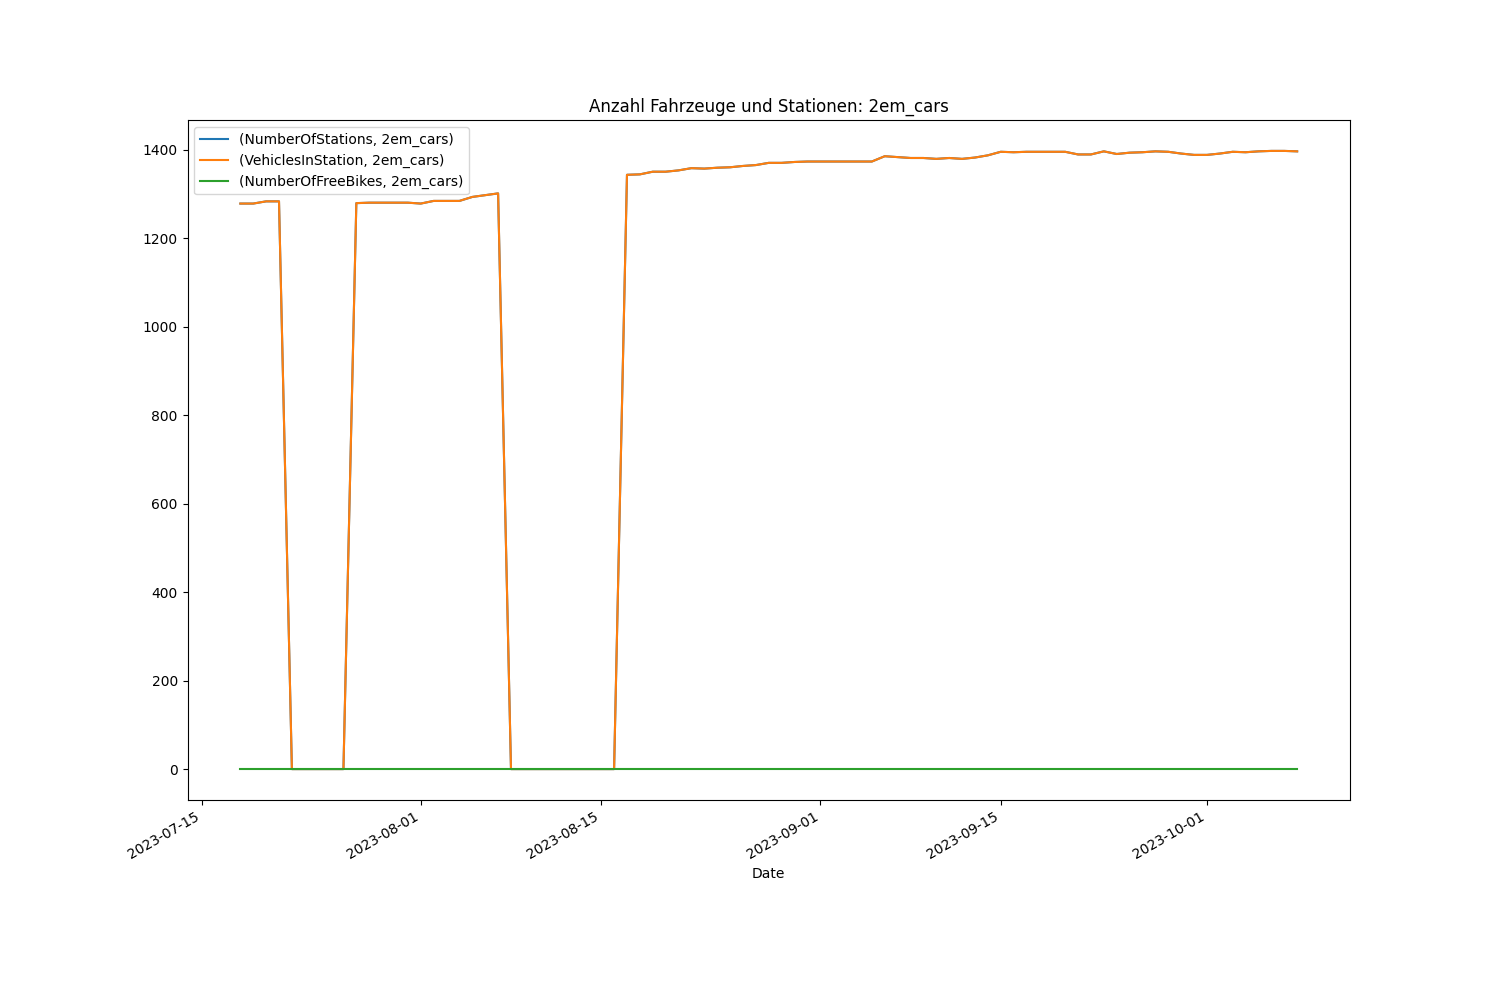 Anzahl Fahrzeuge und Stationen: 2em_cars
(NumberOfStations, 2em_cars)
(VehiclesInStation, 2em_cars)
(NumberOfFreeBikes, 2em_cars)
1400
1200
1000
800
600
400
200
0
2023-07-15
2023-08-01
2023-08-15
2023-09-01
2023-09-15
2023-10-01
Date